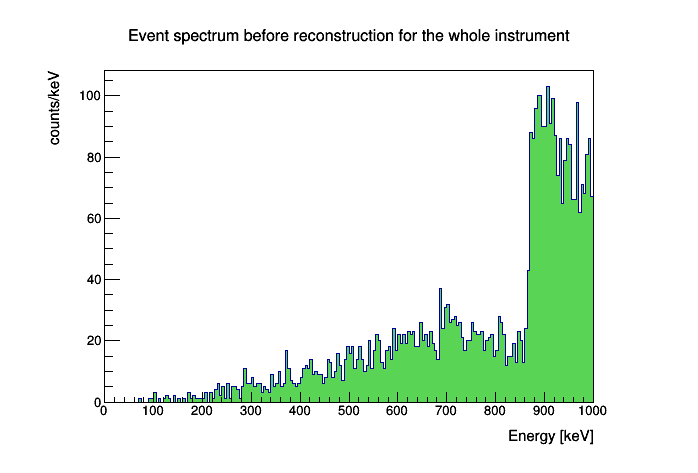 Event spectrum before reconstruction for the whole instrument
counts/keV
100
80
60
40
20
0
0 100 200 300 400 500 600 700 800 900 1000
Energy [keV]